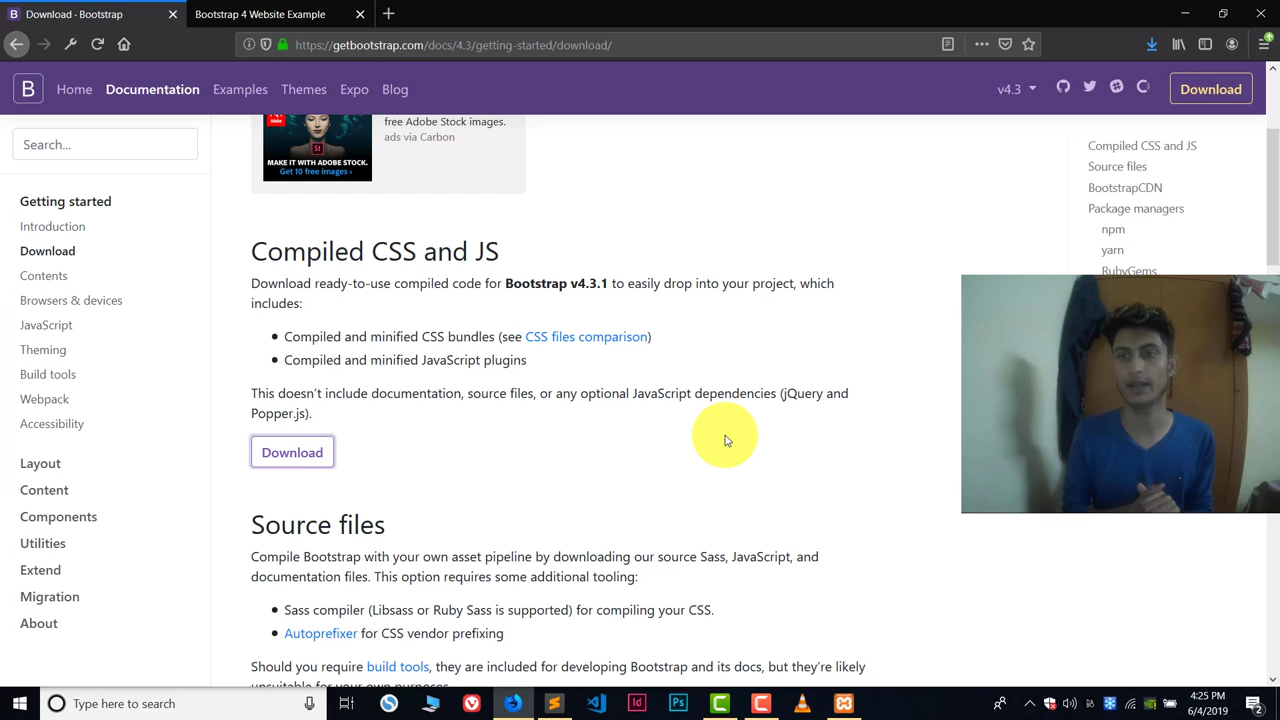 Download · Bootstrap
Bootstrap 4 Website Example
https://getbootstrap.com/docs/4.3/getting-started/download/
B
Home
Documentation
Examples
Themes
Expo
Blog
v4.3
Download
Search...
Getting started
Introduction
Download
Contents
Browsers & devices
JavaScript
Theming
Build tools
Webpack
Accessibility
Layout
Content
Components
Utilities
Extend
Migration
About
MAKE IT WITH ADOBE STOCK.
Get 10 free images ›
free Adobe Stock images.
ads via Carbon
Compiled CSS and JS
Download ready-to-use compiled code for Bootstrap v4.3.1 to easily drop into your project, which
includes:
Compiled and minified CSS bundles (see CSS files comparison)
Compiled and minified JavaScript plugins
This doesn’t include documentation, source files, or any optional JavaScript dependencies (jQuery and
Popper.js).
Download
Source files
Compile Bootstrap with your own asset pipeline by downloading our source Sass, JavaScript, and
documentation files. This option requires some additional tooling:
Sass compiler (Libsass or Ruby Sass is supported) for compiling your CSS.
Autoprefixer for CSS vendor prefixing
Should you require build tools, they are included for developing Bootstrap and its docs, but they’re likely
unsuitable for your own purposes.
Compiled CSS and JS
Source files
BootstrapCDN
Package managers
npm
yarn
RubyGems
Type here to search
4:25 PM
6/4/2019